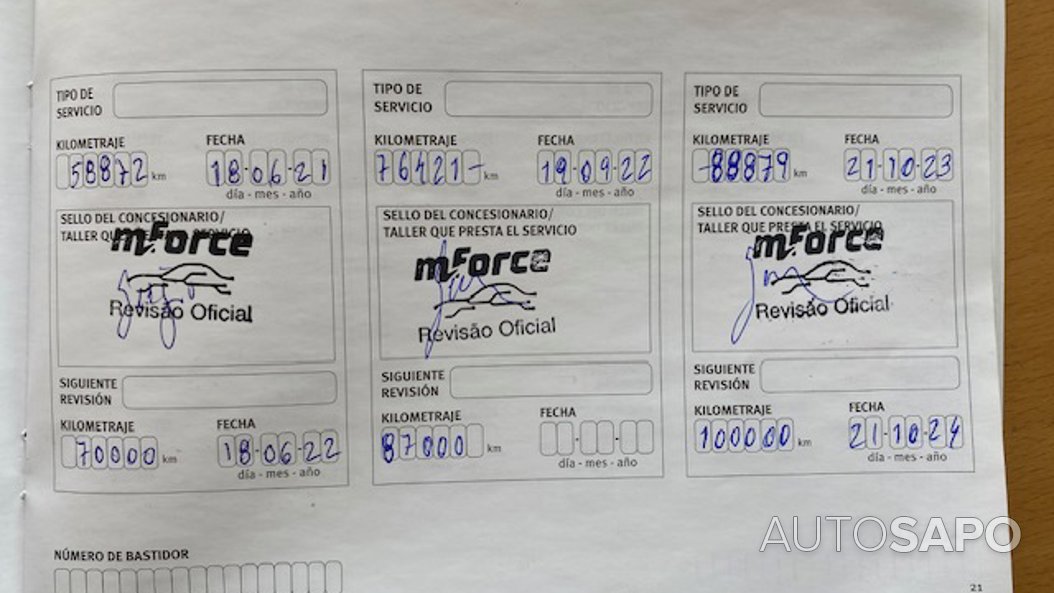 TIPO DE
SERVICIO
KILOMETRAJE FECHA
58872 km 18-06-21
día - mes - año
SELLO DEL CONCESIONARIO/
TALLER QUE PRESTA EL SERVICIO
mForce
Revisão Oficial
SIGUIENTE
REVISIÓN
KILOMETRAJE FECHA
70000 km 18-06-22
día - mes - año
TIPO DE
SERVICIO
KILOMETRAJE FECHA
76421- km 19-09-22
día - mes - año
SELLO DEL CONCESIONARIO/
TALLER QUE PRESTA EL SERVICIO
mForce
Revisão Oficial
SIGUIENTE
REVISIÓN
KILOMETRAJE FECHA
87000 km
día - mes - año
TIPO DE
SERVICIO
KILOMETRAJE FECHA
-88879 km 21-10-23
día - mes - año
SELLO DEL CONCESIONARIO/
TALLER QUE PRESTA EL SERVICIO
mForce
Revisão Oficial
SIGUIENTE
REVISIÓN
KILOMETRAJE FECHA
100000 km 21-10-24
día - mes - año
NÚMERO DE BASTIDOR
AUTOSAPO
21